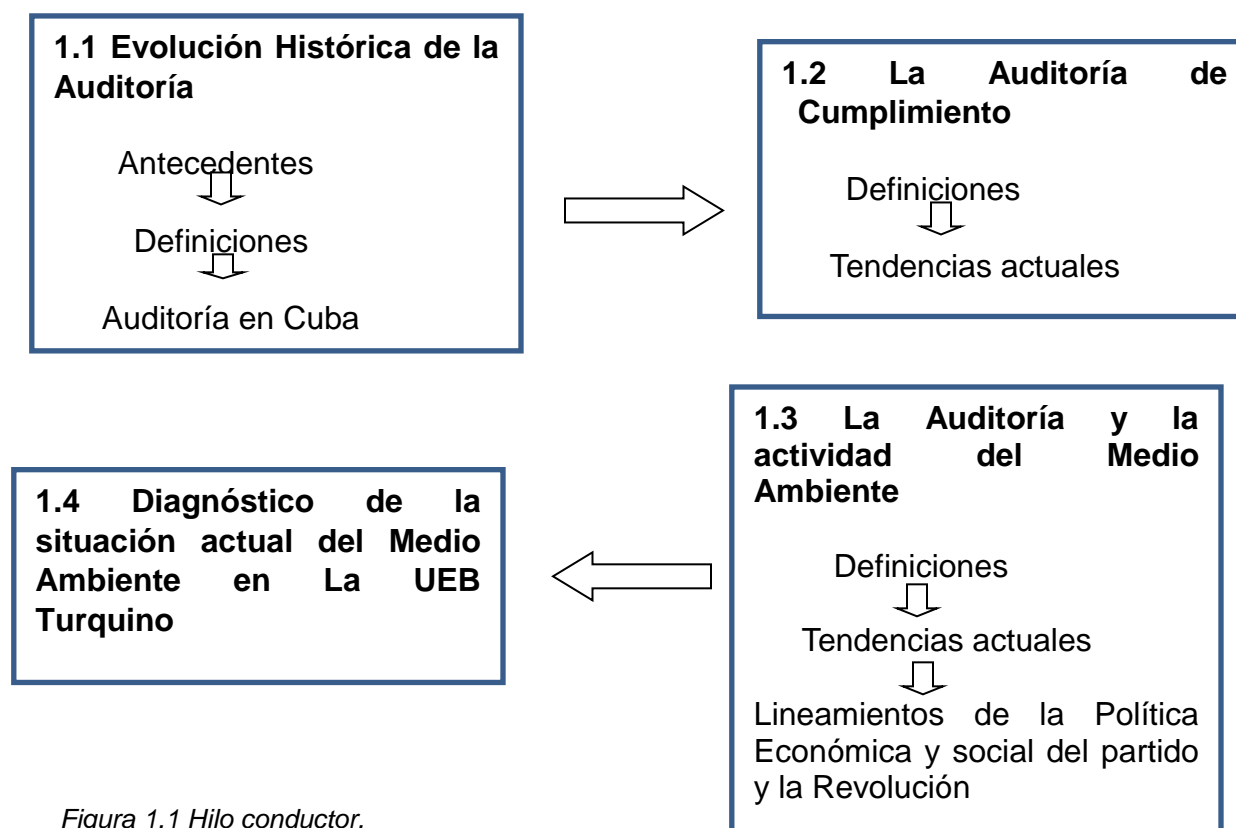 1.1 Evolución Histórica de la
Auditoría
Antecedentes
Definiciones
Auditoría en Cuba
1.2 La Auditoría de
Cumplimiento
Definiciones
Tendencias actuales
1.3 La Auditoría y la
actividad del Medio
Ambiente
Definiciones
Tendencias actuales
Lineamientos de la Política
Económica y social del partido
y la Revolución
1.4 Diagnóstico de la
situación actual del Medio
Ambiente en La UEB
Turquino
Figura 1.1 Hilo conductor.